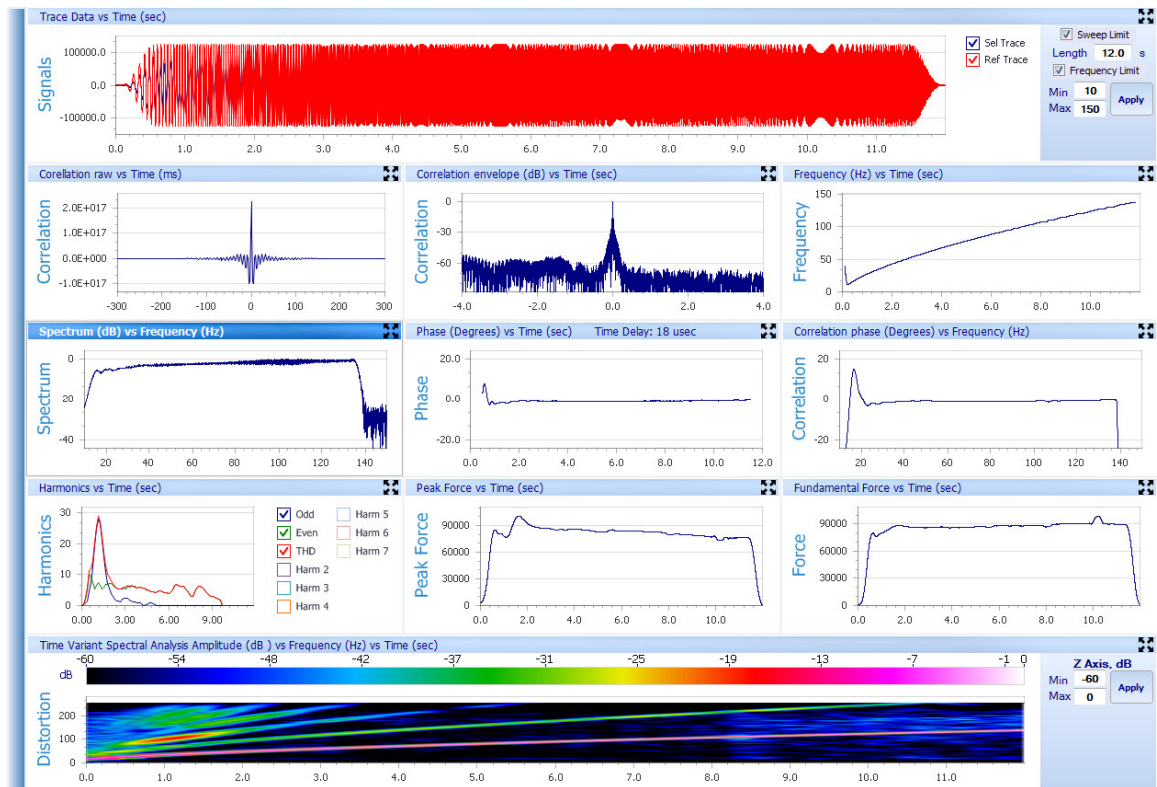 Trace Data vs Time (sec)
Signals
100000.0
0.0
-100000.0
0.0 1.0 2.0 3.0 4.0 5.0 6.0 7.0 8.0 9.0 10.0 11.0
Sel Trace
Ref Trace
Sweep Limit
Length 12.0 s
Frequency Limit
Min 10
Max 150
Apply
Corellation raw vs Time (ms)
Correlation
2.0E+017
1.0E+017
0.0E+000
-1.0E+017
-300 -200 -100 0 100 200 300
Correlation envelope (dB) vs Time (sec)
Correlation
0
-30
-60
-4.0 -2.0 0.0 2.0 4.0
Frequency (Hz) vs Time (sec)
Frequency
150
100
50
0
0.0 2.0 4.0 6.0 8.0 10.0
Spectrum (dB) vs Frequency (Hz)
Spectrum
0
20
-40
20 40 60 80 100 120 140
Phase (Degrees) vs Time (sec) Time Delay: 18 usec
Phase
20.0
0.0
-20.0
0.0 2.0 4.0 6.0 8.0 10.0 12.0
Correlation phase (Degrees) vs Frequency (Hz)
Correlation
20
0
-20
20 40 60 80 100 120 140
Harmonics vs Time (sec)
Harmonics
30
20
10
0
0.00 3.00 6.00 9.00
Odd
Even
THD
Harm 2
Harm 3
Harm 4
Harm 5
Harm 6
Harm 7
Peak Force vs Time (sec)
Peak Force
90000
60000
30000
0
0.0 2.0 4.0 6.0 8.0 10.0
Fundamental Force vs Time (sec)
Force
90000
60000
30000
0
0.0 2.0 4.0 6.0 8.0 10.0
Time Variant Spectral Analysis Amplitude (dB ) vs Frequency (Hz) vs Time (sec)
-60 -54 -48 -42 -37 -31 -25 -19 -13 -7 -1 0
dB
Distortion
200
100
0
0.0 1.0 2.0 3.0 4.0 5.0 6.0 7.0 8.0 9.0 10.0 11.0
Z Axis, dB
Min -60
Max 0
Apply